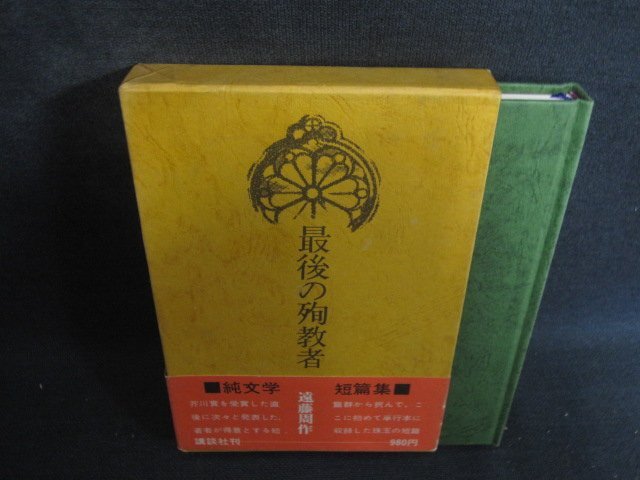 最後の殉教者
■純文学 短篇集■
遠藤周作
芥川賞を受賞した直
後に次々と発表した、
著者が得意とする短
篇群から択んで、こ
こに初めて単行本に
収録した珠玉の短篇
講談社刊
980円